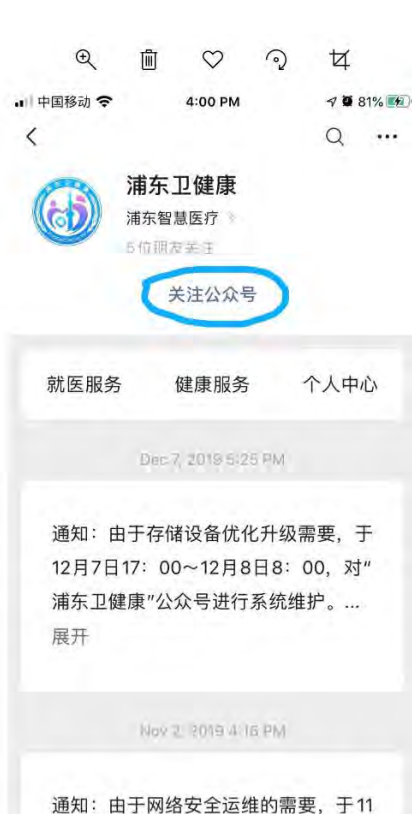 中国移动 4:00 PM 81%
浦东卫健康
浦东智慧医疗
5位朋友关注
关注公众号
就医服务 健康服务 个人中心
Dec 7, 2019 5:25 PM
通知：由于存储设备优化升级需要，于
12月7日17：00～12月8日8：00，对“
浦东卫健康”公众号进行系统维护。...
展开
Nov 2, 2019 4:16 PM
通知：由于网络安全运维的需要，于11